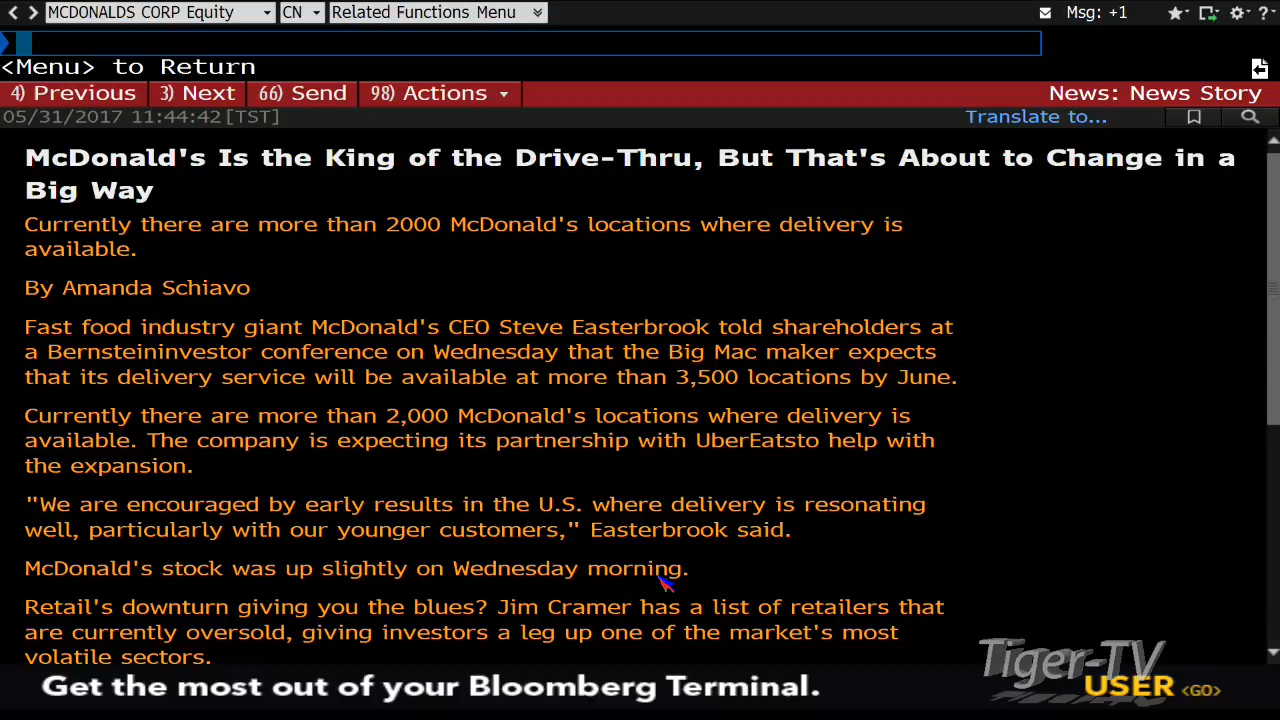 MCDONALDS CORP Equity CN Related Functions Menu Msg: +1 ?
<Menu> to Return
4) Previous 3) Next 66) Send 98) Actions News: News Story
05/31/2017 11:44:42[TST] Translate to...
McDonald's Is the King of the Drive-Thru, But That's About to Change in a
Big Way
Currently there are more than 2000 McDonald's locations where delivery is
available.
By Amanda Schiavo
Fast food industry giant McDonald's CEO Steve Easterbrook told shareholders at
a Bernsteininvestor conference on Wednesday that the Big Mac maker expects
that its delivery service will be available at more than 3,500 locations by June.
Currently there are more than 2,000 McDonald's locations where delivery is
available. The company is expecting its partnership with UberEatsto help with
the expansion.
"We are encouraged by early results in the U.S. where delivery is resonating
well, particularly with our younger customers," Easterbrook said.
McDonald's stock was up slightly on Wednesday morning.
Retail's downturn giving you the blues? Jim Cramer has a list of retailers that
are currently oversold, giving investors a leg up one of the market's most
volatile sectors.
Tiger-TV
Get the most out of your Bloomberg Terminal. USER <GO>